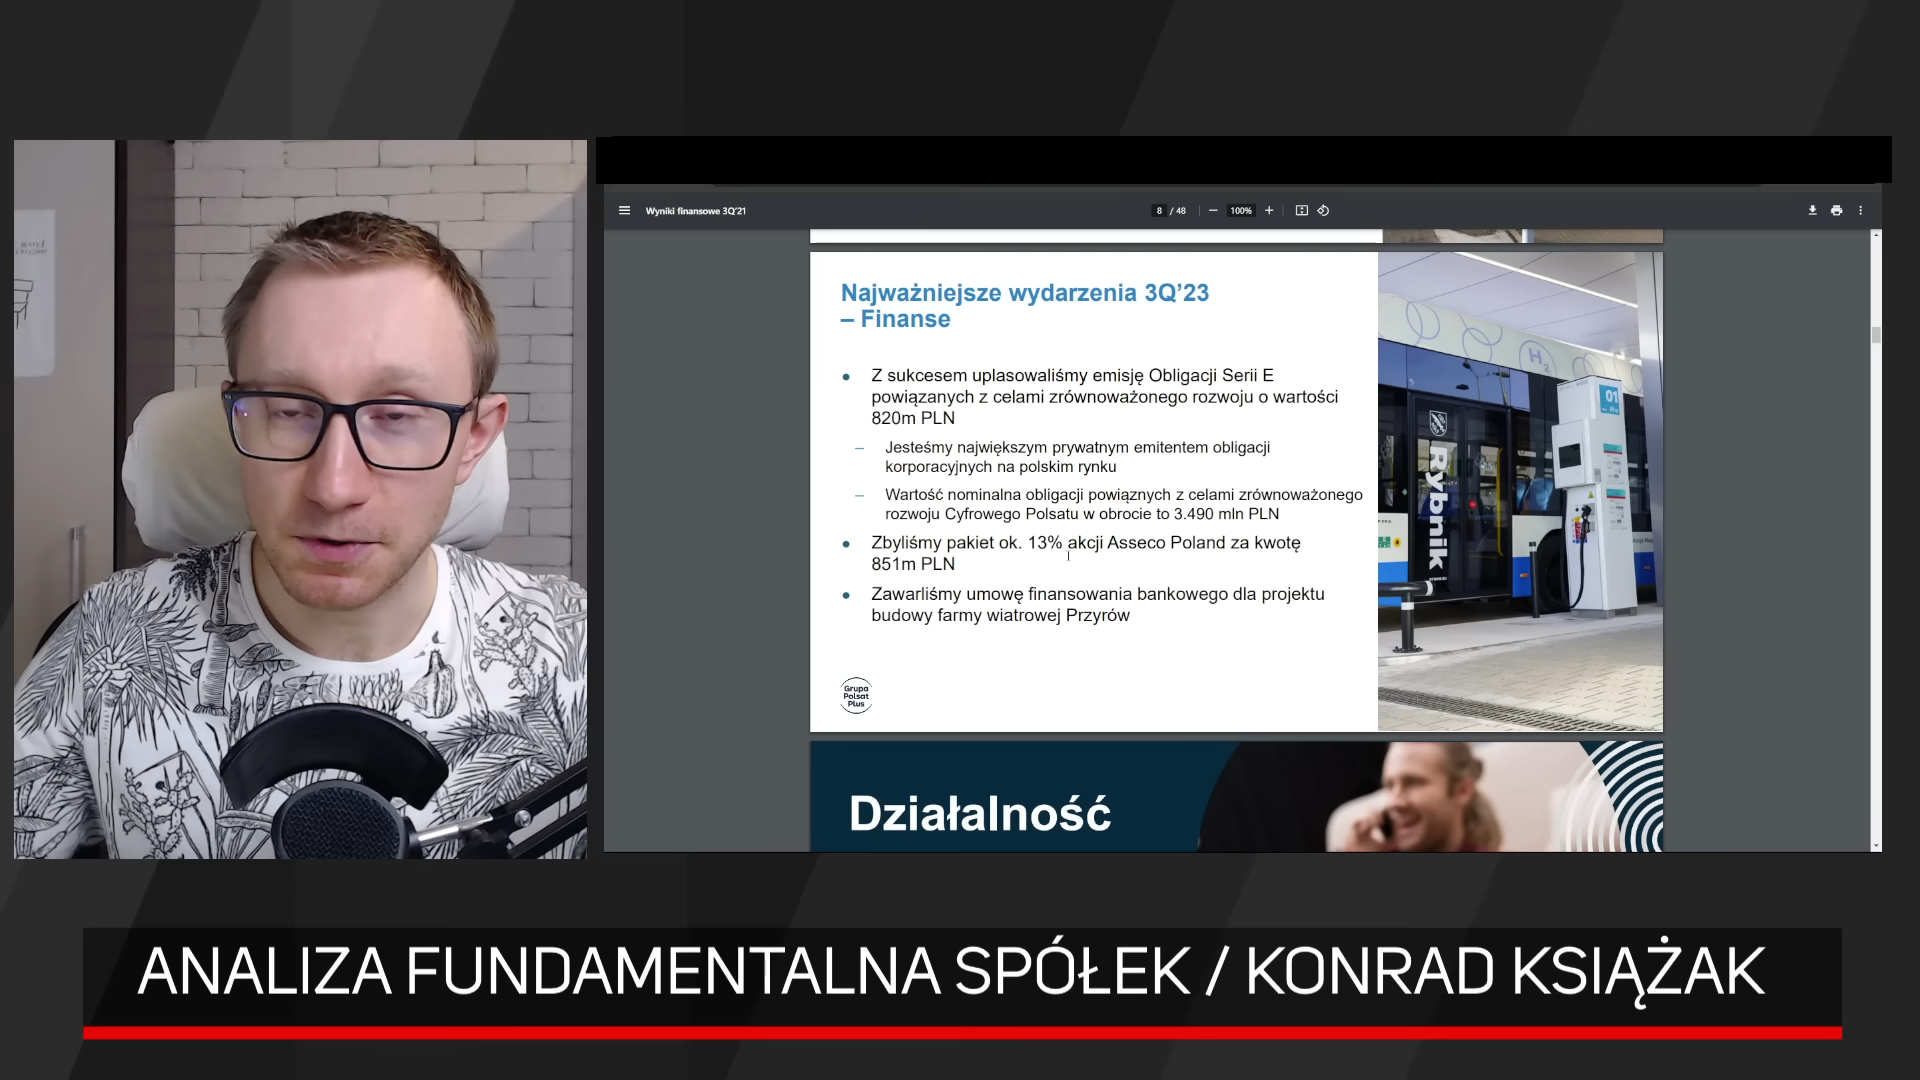 Wyniki finansowe 3Q'21
8 / 48
100%
Najważniejsze wydarzenia 3Q’23
– Finanse
Z sukcesem uplasowaliśmy emisję Obligacji Serii E
powiązanych z celami zrównoważonego rozwoju o wartości
820m PLN
– Jesteśmy największym prywatnym emitentem obligacji
korporacyjnych na polskim rynku
– Wartość nominalna obligacji powiąznych z celami zrównoważonego
rozwoju Cyfrowego Polsatu w obrocie to 3.490 mln PLN
Zbyliśmy pakiet ok. 13% akcji Asseco Poland za kwotę
851m PLN
Zawarliśmy umowę finansowania bankowego dla projektu
budowy farmy wiatrowej Przyrów
Grupa
Polsat
Plus
H2
01
Rybnik
Działalność
ANALIZA FUNDAMENTALNA SPÓŁEK / KONRAD KSIĄŻAK